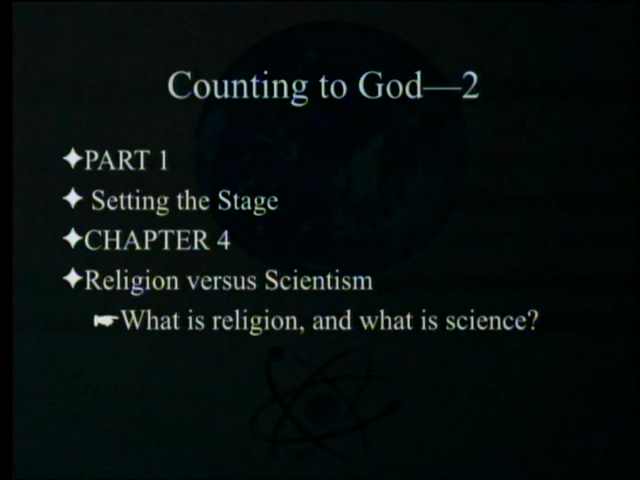 Counting to God—2
PART 1
Setting the Stage
CHAPTER 4
Religion versus Scientism
What is religion, and what is science?